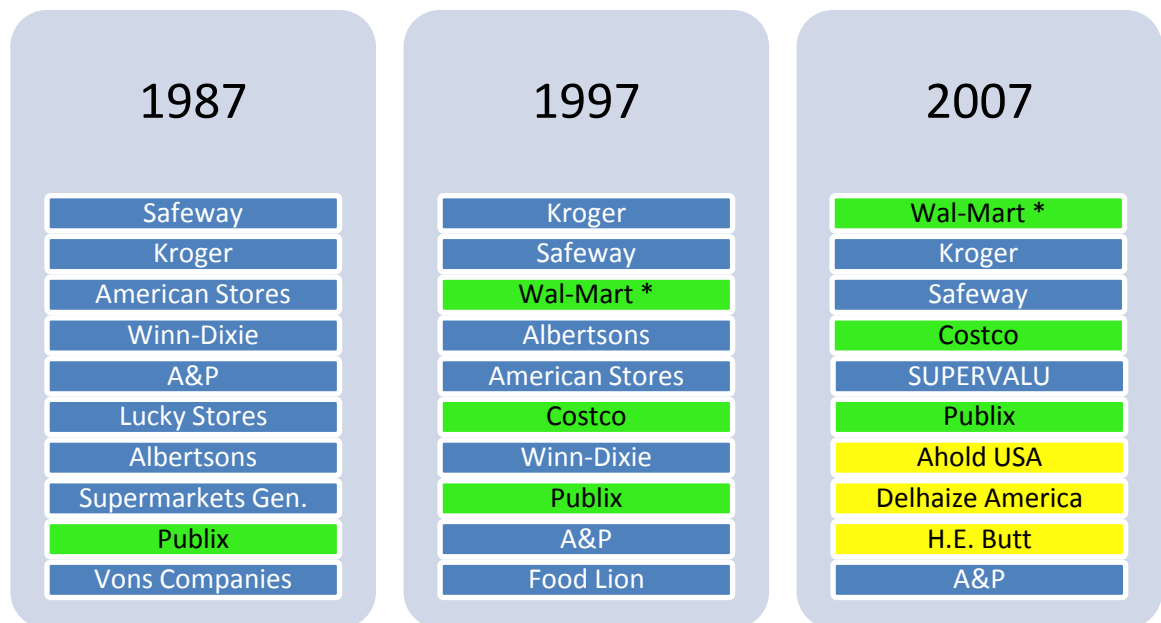 1987
Safeway
Kroger
American Stores
Winn-Dixie
A&P
Lucky Stores
Albertsons
Supermarkets Gen.
Publix
Vons Companies
1997
Kroger
Safeway
Wal-Mart *
Albertsons
American Stores
Costco
Winn-Dixie
Publix
A&P
Food Lion
2007
Wal-Mart *
Kroger
Safeway
Costco
SUPERVALU
Publix
Ahold USA
Delhaize America
H.E. Butt
A&P